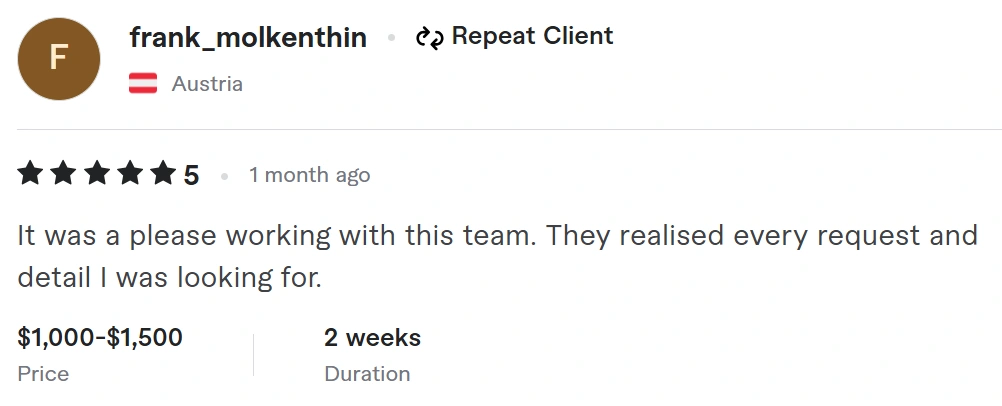 F
frank_molkenthin • Repeat Client
Austria
5 • 1 month ago
It was a please working with this team. They realised every request and
detail I was looking for.
$1,000-$1,500
Price
2 weeks
Duration